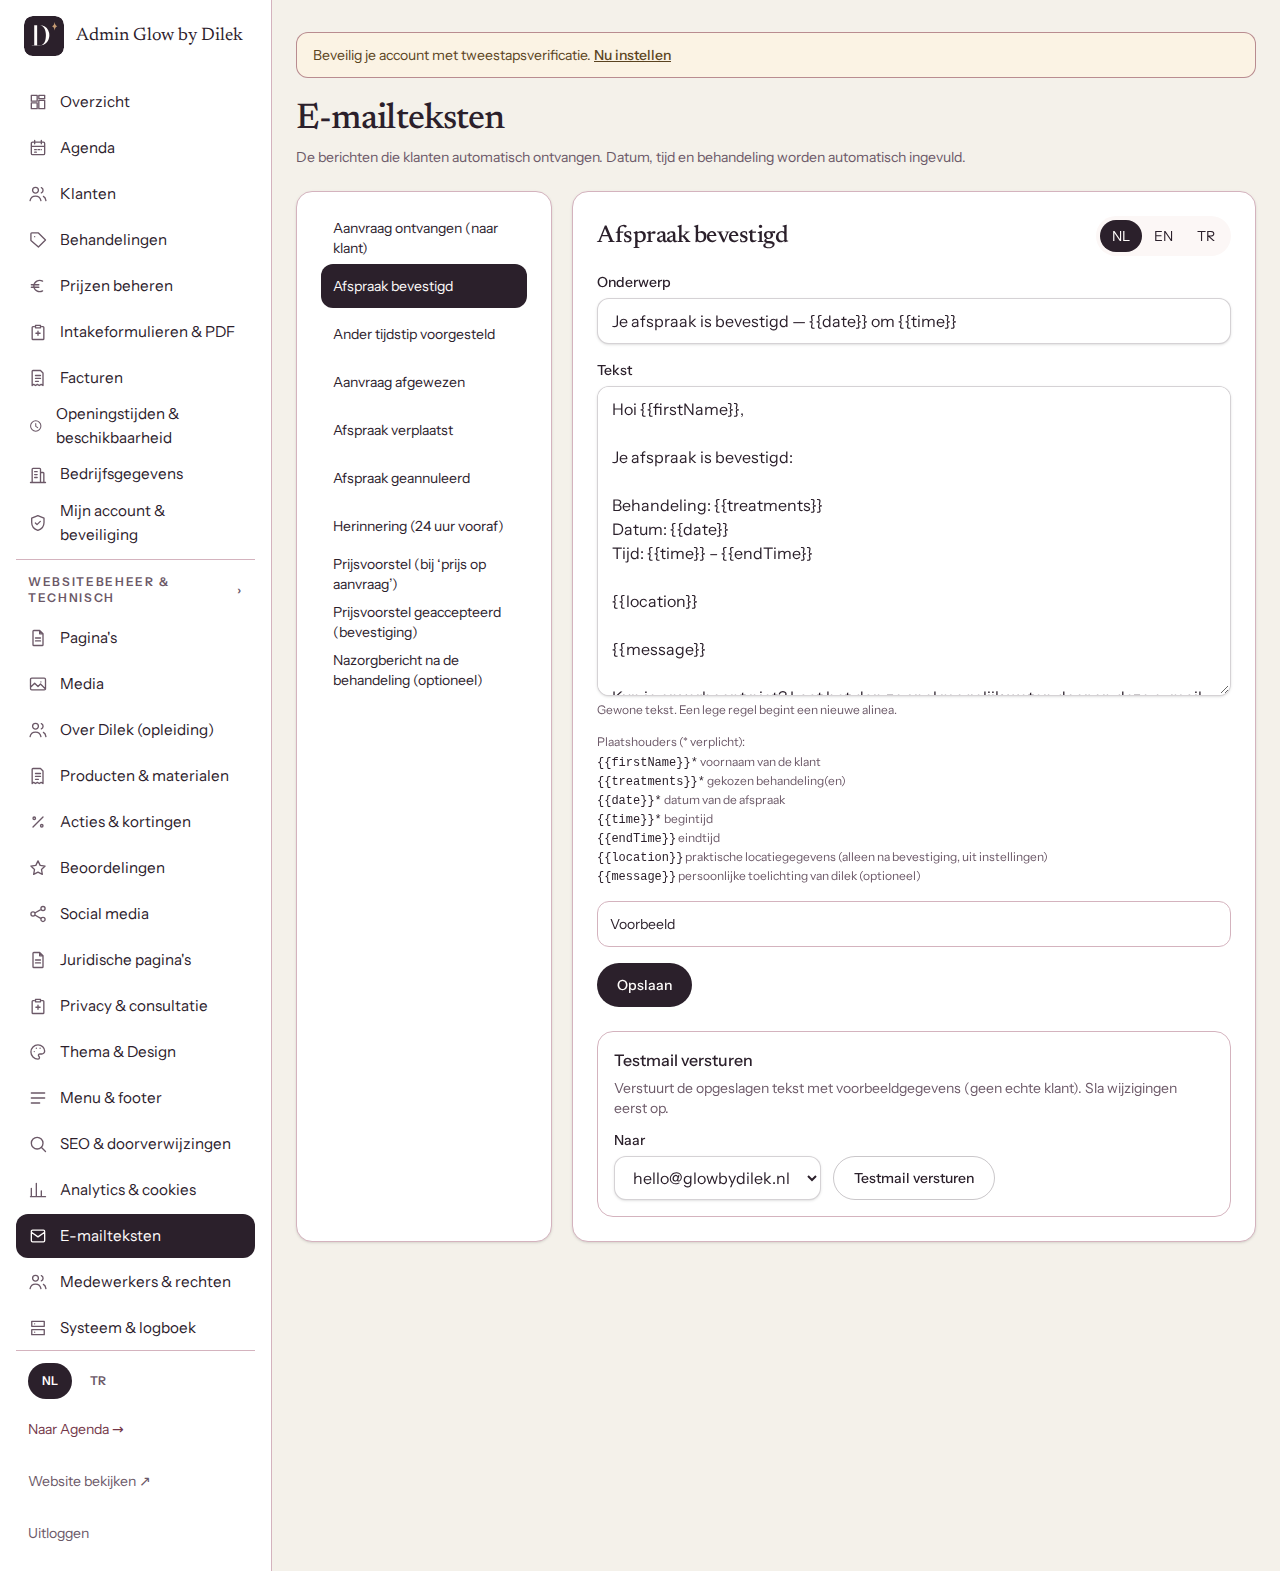 D
Admin Glow by Dilek
Overzicht
Agenda
Klanten
Behandelingen
Prijzen beheren
Intakeformulieren & PDF
Facturen
Openingstijden &
beschikbaarheid
Bedrijfsgegevens
Mijn account &
beveiliging
WEBSITEBEHEER &
TECHNISCH
Pagina's
Media
Over Dilek (opleiding)
Producten & materialen
Acties & kortingen
Beoordelingen
Social media
Juridische pagina's
Privacy & consultatie
Thema & Design
Menu & footer
SEO & doorverwijzingen
Analytics & cookies
E-mailteksten
Medewerkers & rechten
Systeem & logboek
NL TR
Naar Agenda →
Website bekijken ↗
Uitloggen
Beveilig je account met tweestapsverificatie. Nu instellen
E-mailteksten
De berichten die klanten automatisch ontvangen. Datum, tijd en behandeling worden automatisch ingevuld.
Aanvraag ontvangen (naar
klant)
Afspraak bevestigd
Ander tijdstip voorgesteld
Aanvraag afgewezen
Afspraak verplaatst
Afspraak geannuleerd
Herinnering (24 uur vooraf)
Prijsvoorstel (bij ‘prijs op
aanvraag’)
Prijsvoorstel geaccepteerd
(bevestiging)
Nazorgbericht na de
behandeling (optioneel)
Afspraak bevestigd
NL EN TR
Onderwerp
Je afspraak is bevestigd — {{date}} om {{time}}
Tekst
Hoi {{firstName}},
Je afspraak is bevestigd:
Behandeling: {{treatments}}
Datum: {{date}}
Tijd: {{time}} – {{endTime}}
{{location}}
{{message}}
Gewone tekst. Een lege regel begint een nieuwe alinea.
Plaatshouders (* verplicht):
{{firstName}}* voornaam van de klant
{{treatments}}* gekozen behandeling(en)
{{date}}* datum van de afspraak
{{time}}* begintijd
{{endTime}} eindtijd
{{location}} praktische locatiegegevens (alleen na bevestiging, uit instellingen)
{{message}} persoonlijke toelichting van dilek (optioneel)
Voorbeeld
Opslaan
Testmail versturen
Verstuurt de opgeslagen tekst met voorbeeldgegevens (geen echte klant). Sla wijzigingen
eerst op.
Naar
hello@glowbydilek.nl
Testmail versturen